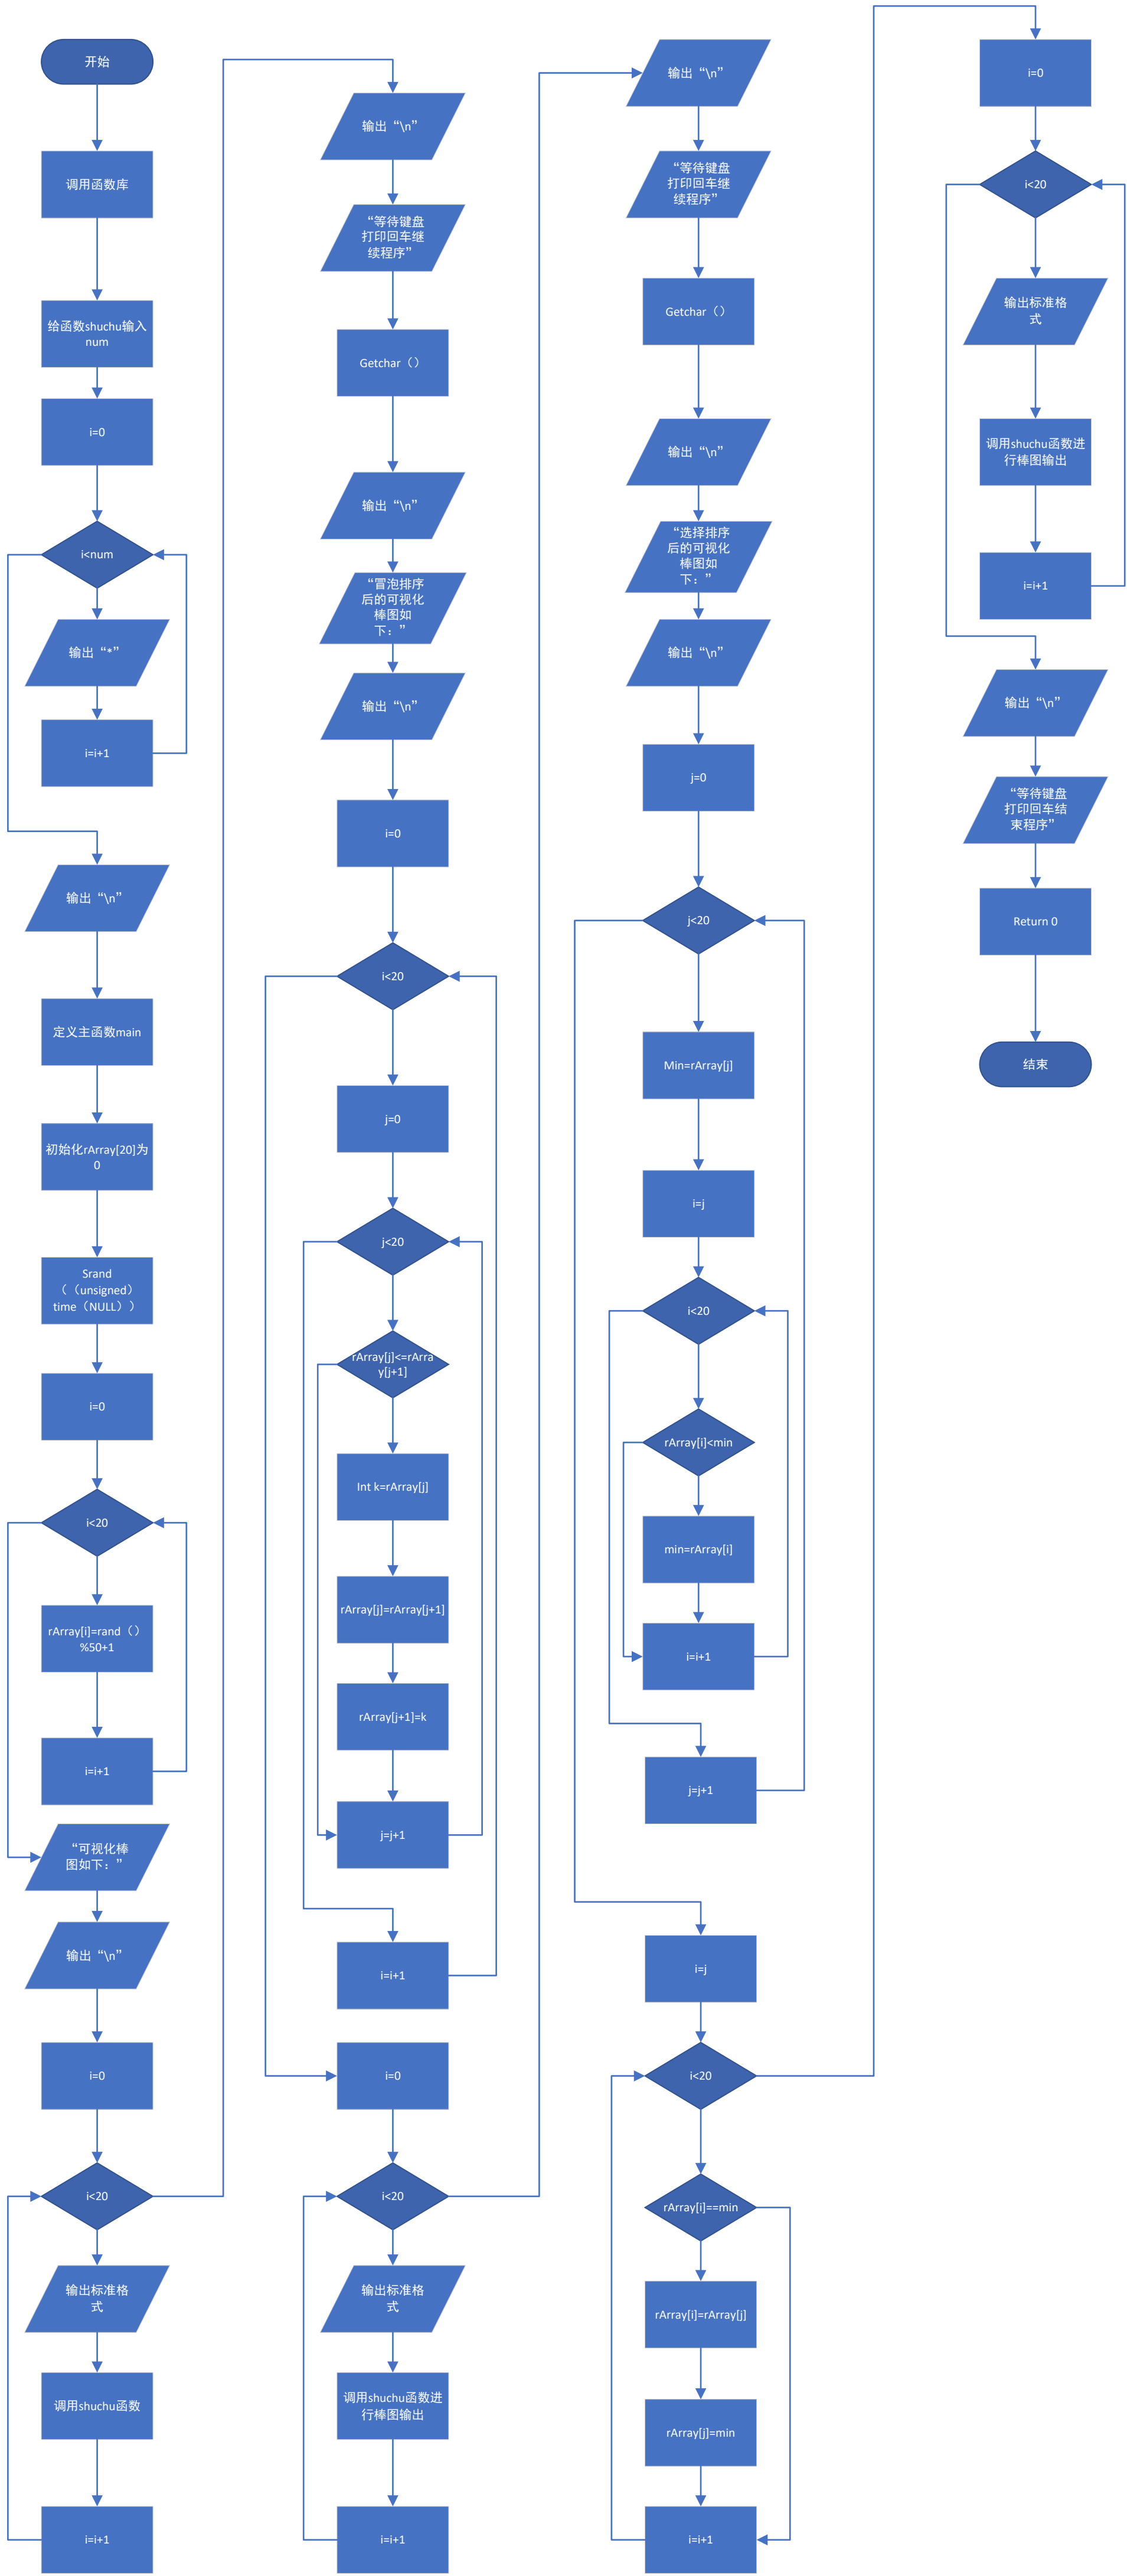 开始
调用函数库
给函数shuchu输入
num
i=0
i<num
输出“*”
i=i+1
输出“\n”
定义主函数main
初始化rArray[20]为
0
Srand
（（unsigned）
time（NULL））
i=0
i<20
rArray[i]=rand（）
%50+1
i=i+1
“可视化棒
图如下：”
输出“\n”
i=0
i<20
输出标准格
式
调用shuchu函数
i=i+1
输出“\n”
“等待键盘
打印回车继
续程序”
Getchar（）
输出“\n”
“冒泡排序
后的可视化
棒图如
下：”
输出“\n”
i=0
i<20
j=0
j<20
rArray[j]<=rArra
y[j+1]
Int k=rArray[j]
rArray[j]=rArray[j+1]
rArray[j+1]=k
j=j+1
i=i+1
i=0
i<20
输出标准格
式
调用shuchu函数进
行棒图输出
i=i+1
输出“\n”
“等待键盘
打印回车继
续程序”
Getchar（）
输出“\n”
“选择排序
后的可视化
棒图如
下：”
输出“\n”
j=0
j<20
Min=rArray[j]
i=j
i<20
rArray[i]<min
min=rArray[i]
i=i+1
j=j+1
i=j
i<20
rArray[i]==min
rArray[i]=rArray[j]
rArray[j]=min
i=i+1
i=0
i<20
输出标准格
式
调用shuchu函数进
行棒图输出
i=i+1
输出“\n”
“等待键盘
打印回车结
束程序”
Return 0
结束